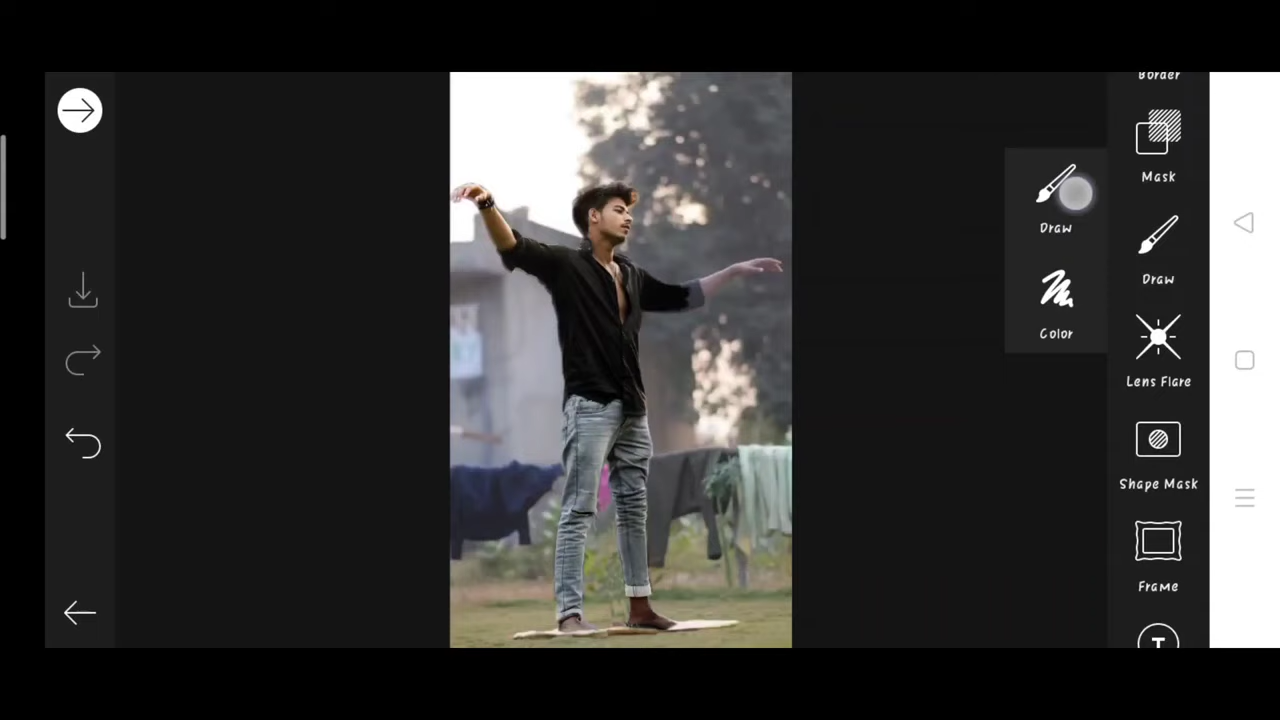 Border
Mask
Draw
Draw
Color
Lens Flare
Shape Mask
Frame
T